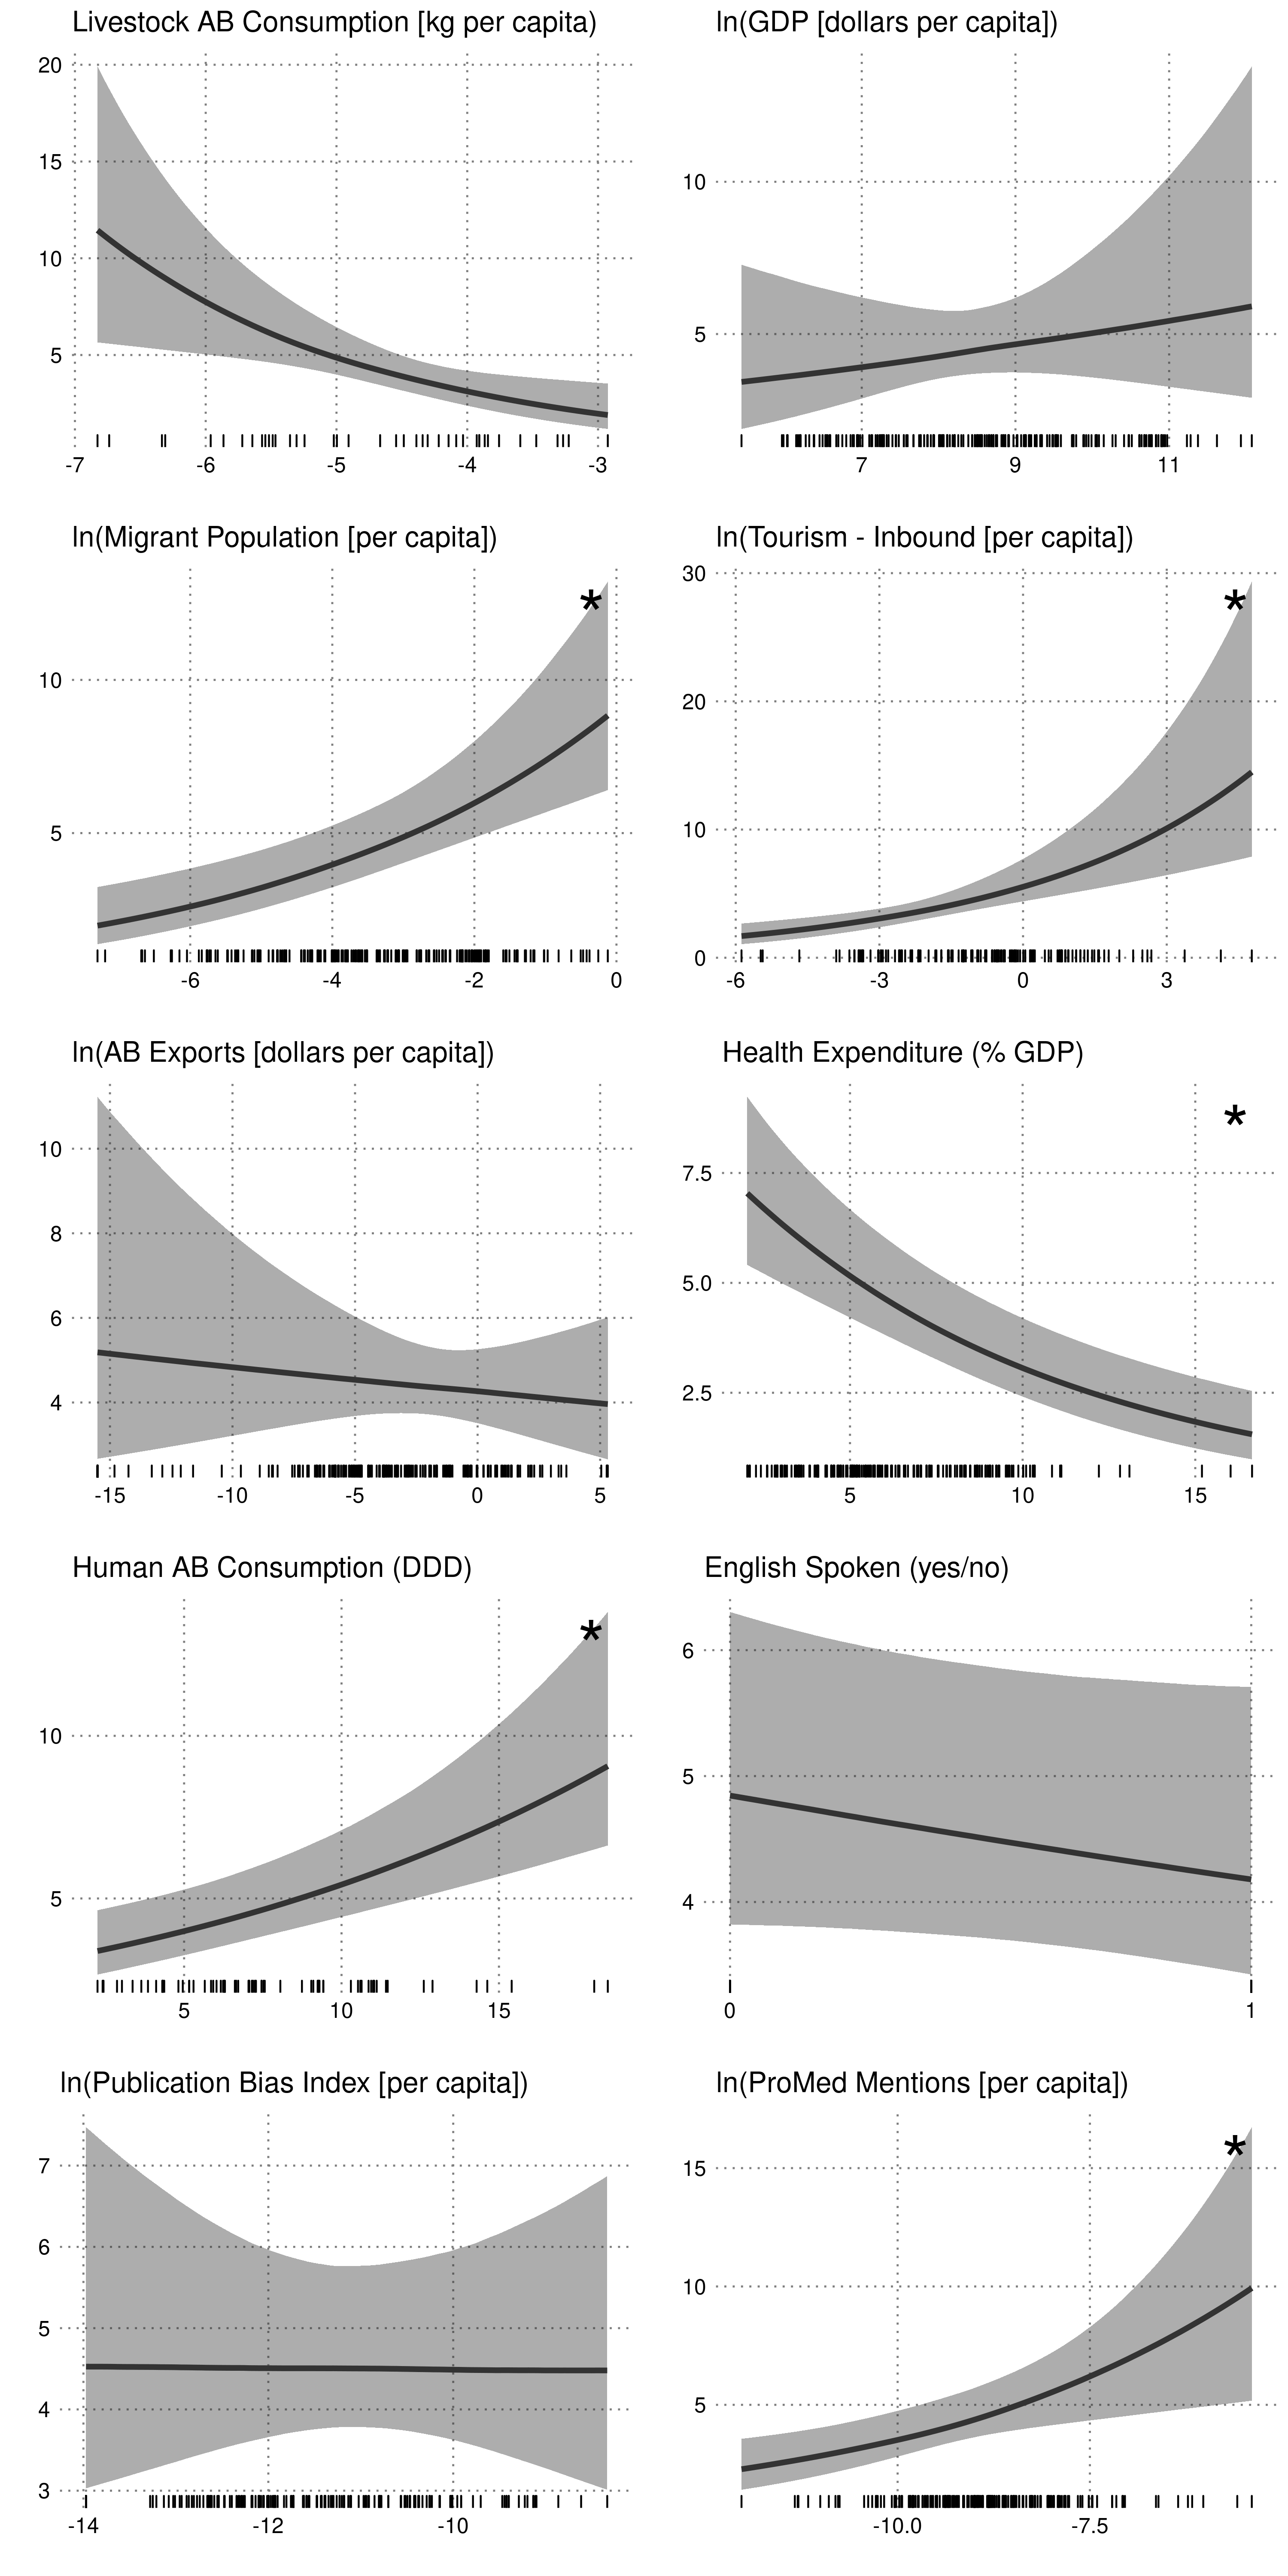 Livestock AB Consumption [kg per capita)
20
15
10
5
-7 -6 -5 -4 -3
ln(GDP [dollars per capita])
10
5
7 9 11
ln(Migrant Population [per capita])
*
10
5
-6 -4 -2 0
ln(Tourism - Inbound [per capita])
*
30
20
10
0
-6 -3 0 3
ln(AB Exports [dollars per capita])
10
8
6
4
-15 -10 -5 0 5
Health Expenditure (% GDP)
*
7.5
5.0
2.5
5 10 15
Human AB Consumption (DDD)
*
10
5
5 10 15
English Spoken (yes/no)
6
5
4
0 1
ln(Publication Bias Index [per capita])
7
6
5
4
3
-14 -12 -10
ln(ProMed Mentions [per capita])
*
15
10
5
-10.0 -7.5